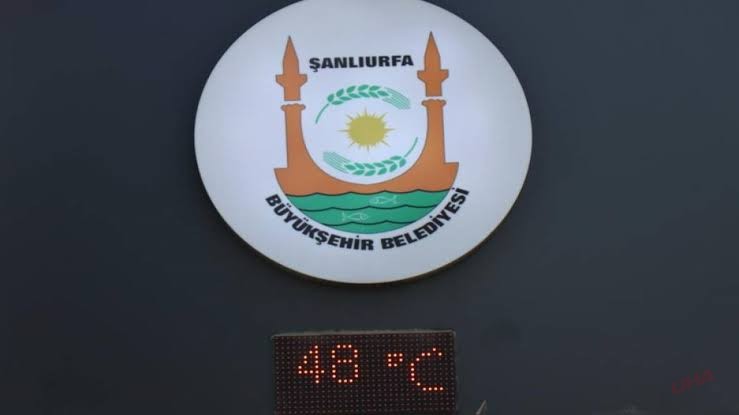 ŞANLIURFA
BÜYÜKŞEHİR BELEDİYESİ
48 °C